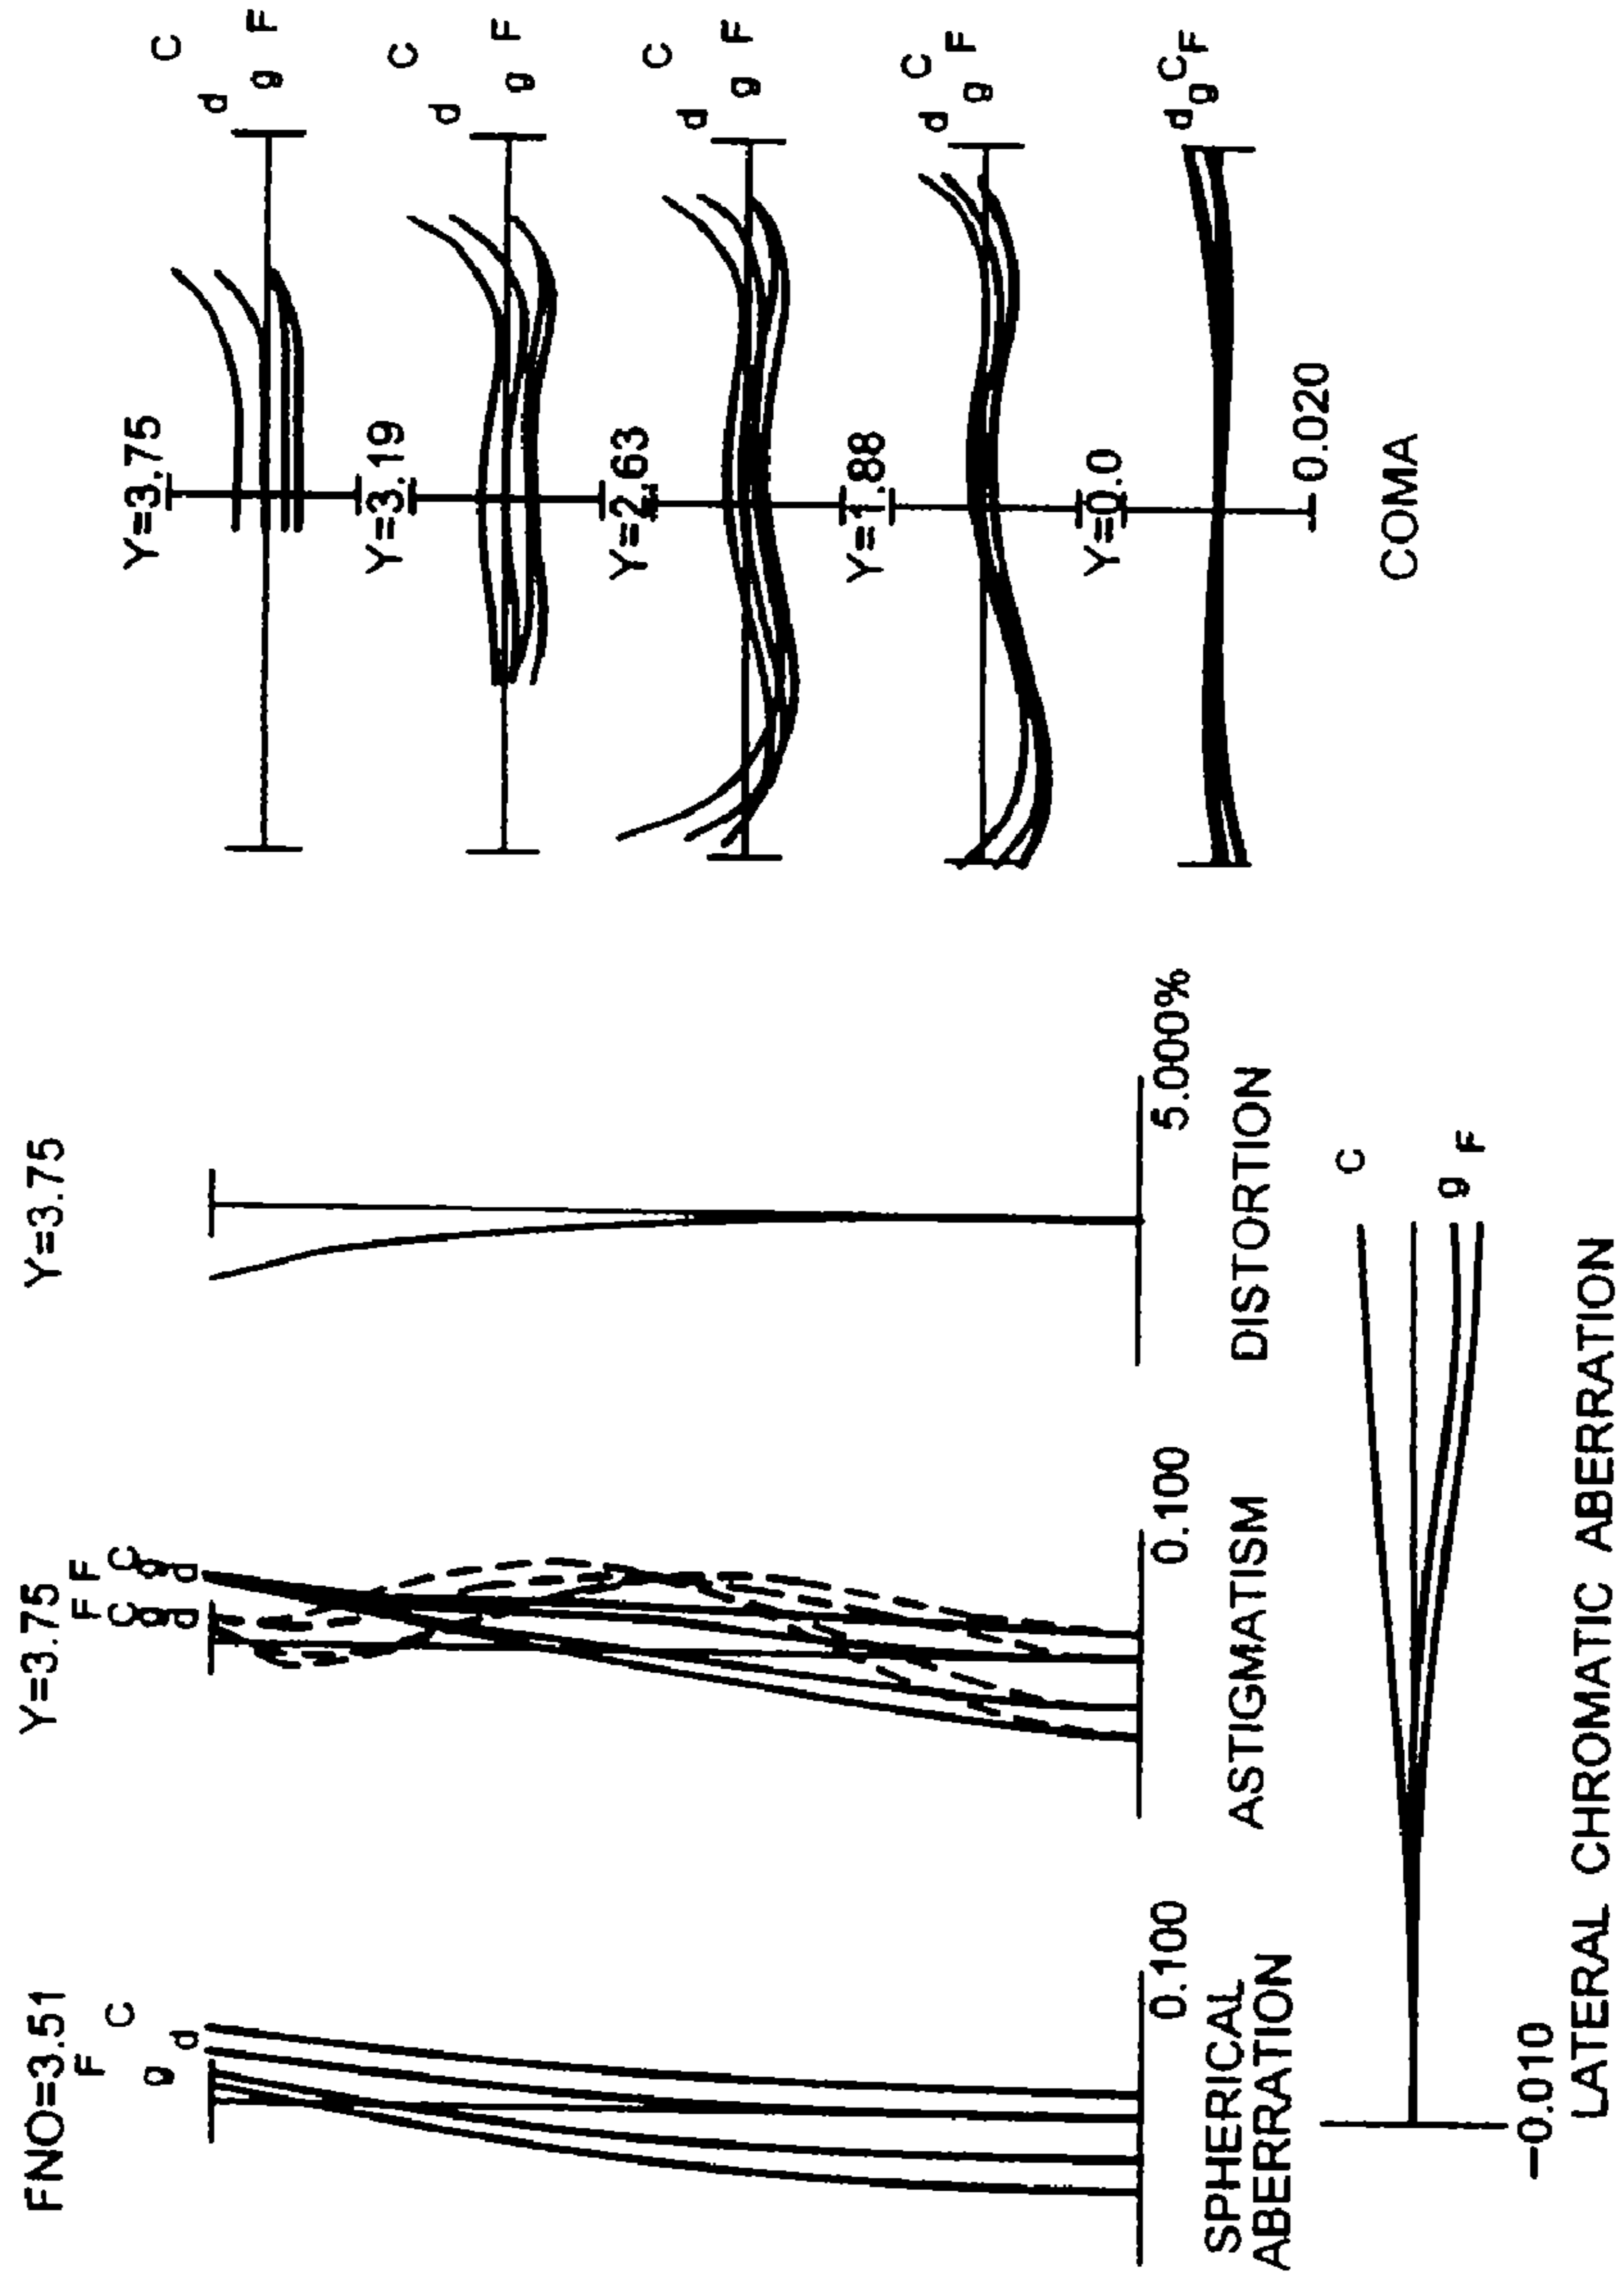 FNO=3.51
F
C
g
d
0.100
SPHERICAL
ABERRATION
Y=3.75
F
F
C
C
g
g
d
d
0.100
ASTIGMATISM
Y=3.75
5.000%
DISTORTION
Y=3.75
C
d
g
F
Y=3.19
C
d
g
F
Y=2.63
C
d
g
F
Y=1.88
C
d
g
F
Y=0.0
d
g
C
F
0.020
COMA
C
g
F
−0.010
LATERAL CHROMATIC ABERRATION